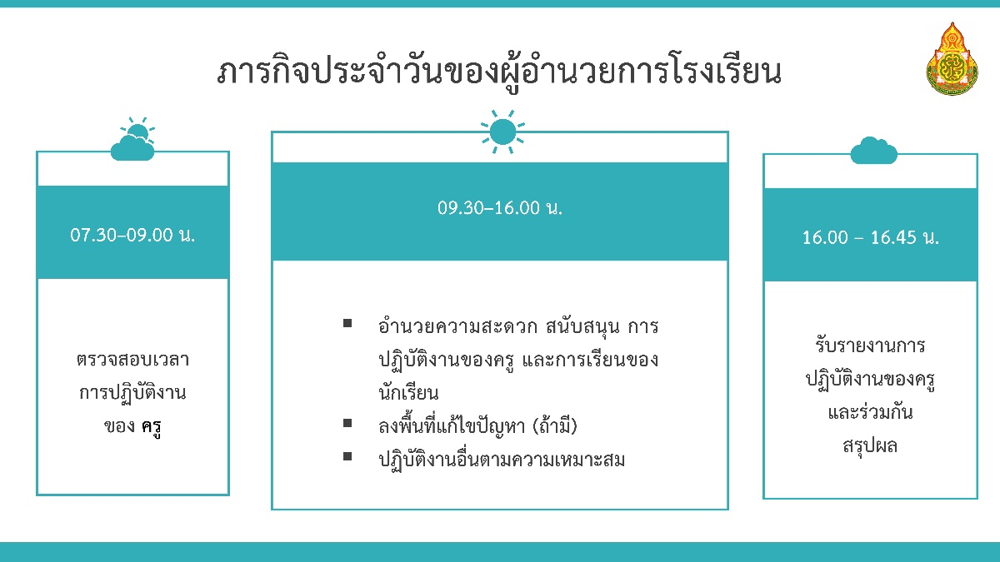 ภารกิจประจำวันของผู้อำนวยการโรงเรียน
07.30–09.00 น.
ตรวจสอบเวลา
การปฏิบัติงาน
ของ ครู
09.30–16.00 น.
▪ อำนวยความสะดวก สนับสนุน การ
ปฏิบัติงานของครู และการเรียนของ
นักเรียน
▪ ลงพื้นที่แก้ไขปัญหา (ถ้ามี)
▪ ปฏิบัติงานอื่นตามความเหมาะสม
16.00 – 16.45 น.
รับรายงานการ
ปฏิบัติงานของครู
และร่วมกัน
สรุปผล